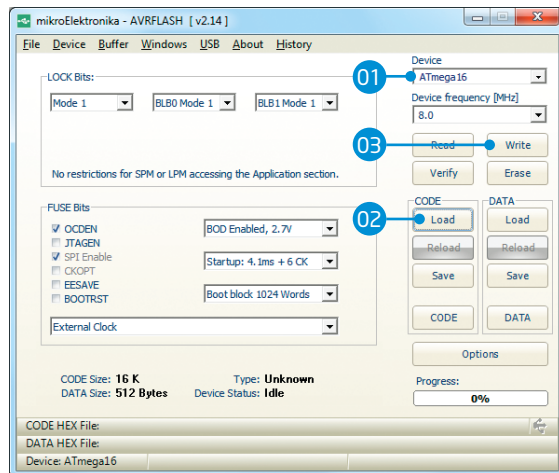 mikroElektronika - AVRFLASH [ v2.14 ]
File Device Buffer Windows USB About History
LOCK Bits:
Mode 1 BLB0 Mode 1 BLB1 Mode 1
No restrictions for SPM or LPM accessing the Application section.
FUSE Bits
OCDEN
JTAGEN
SPI Enable
CKOPT
EESAVE
BOOTRST
BOD Enabled, 2.7V
Startup: 4.1ms + 6 CK
Boot block 1024 Words
External Clock
CODE Size: 16 K Type: Unknown
DATA Size: 512 Bytes Device Status: Idle
Device
01 ATmega16
Device frequency [MHz]
8.0
03 Read Write
Verify Erase
CODE DATA
02 Load Load
Reload Reload
Save Save
CODE DATA
Options
Progress:
0%
CODE HEX File:
DATA HEX File:
Device: ATmega16